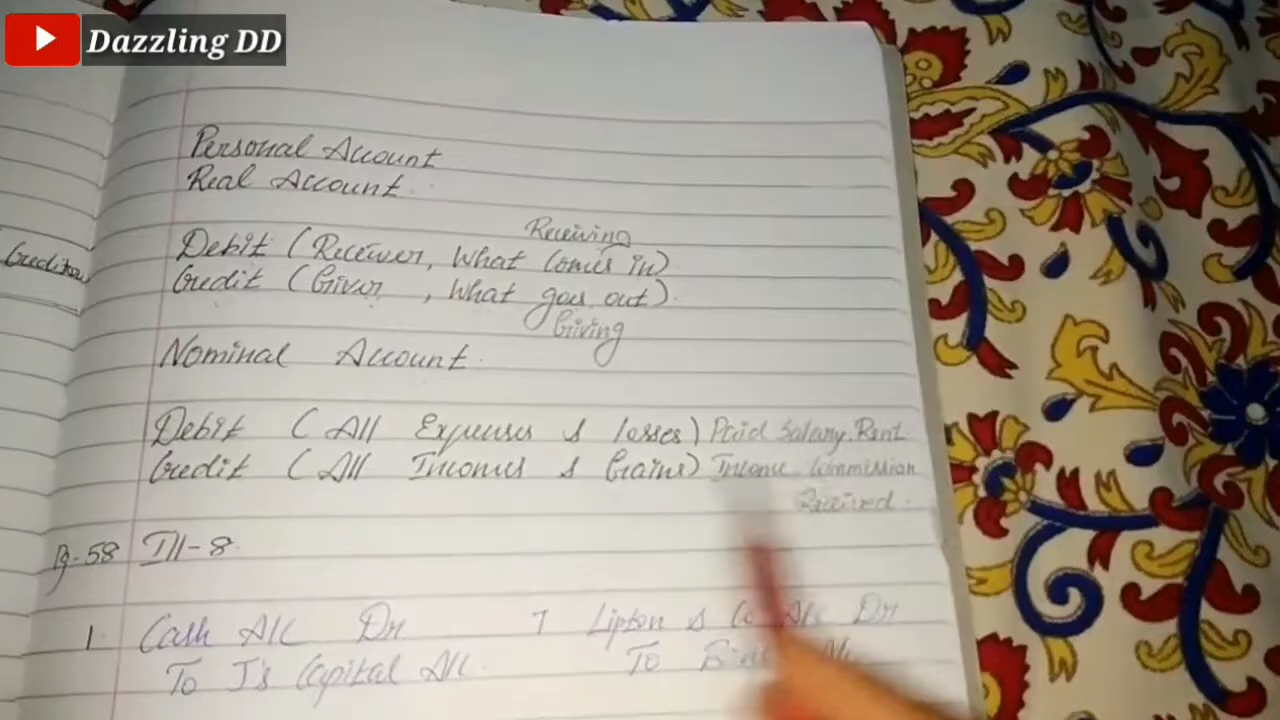 Dazzling DD
Personal Account
Real Account
Creditor
Receiving
Debit (Receiver, What Comes in)
Credit (Giver, What goes out)
Giving
Nominal Account
Debit (All Expenses & losses) Paid Salary, Rent
Credit (All Incomes & Gains) Income Commission
Received
Pg-58 Ill-8
1 Cash A/c Dr
To J's Capital A/c
7 Lipton & Co A/c Dr
To